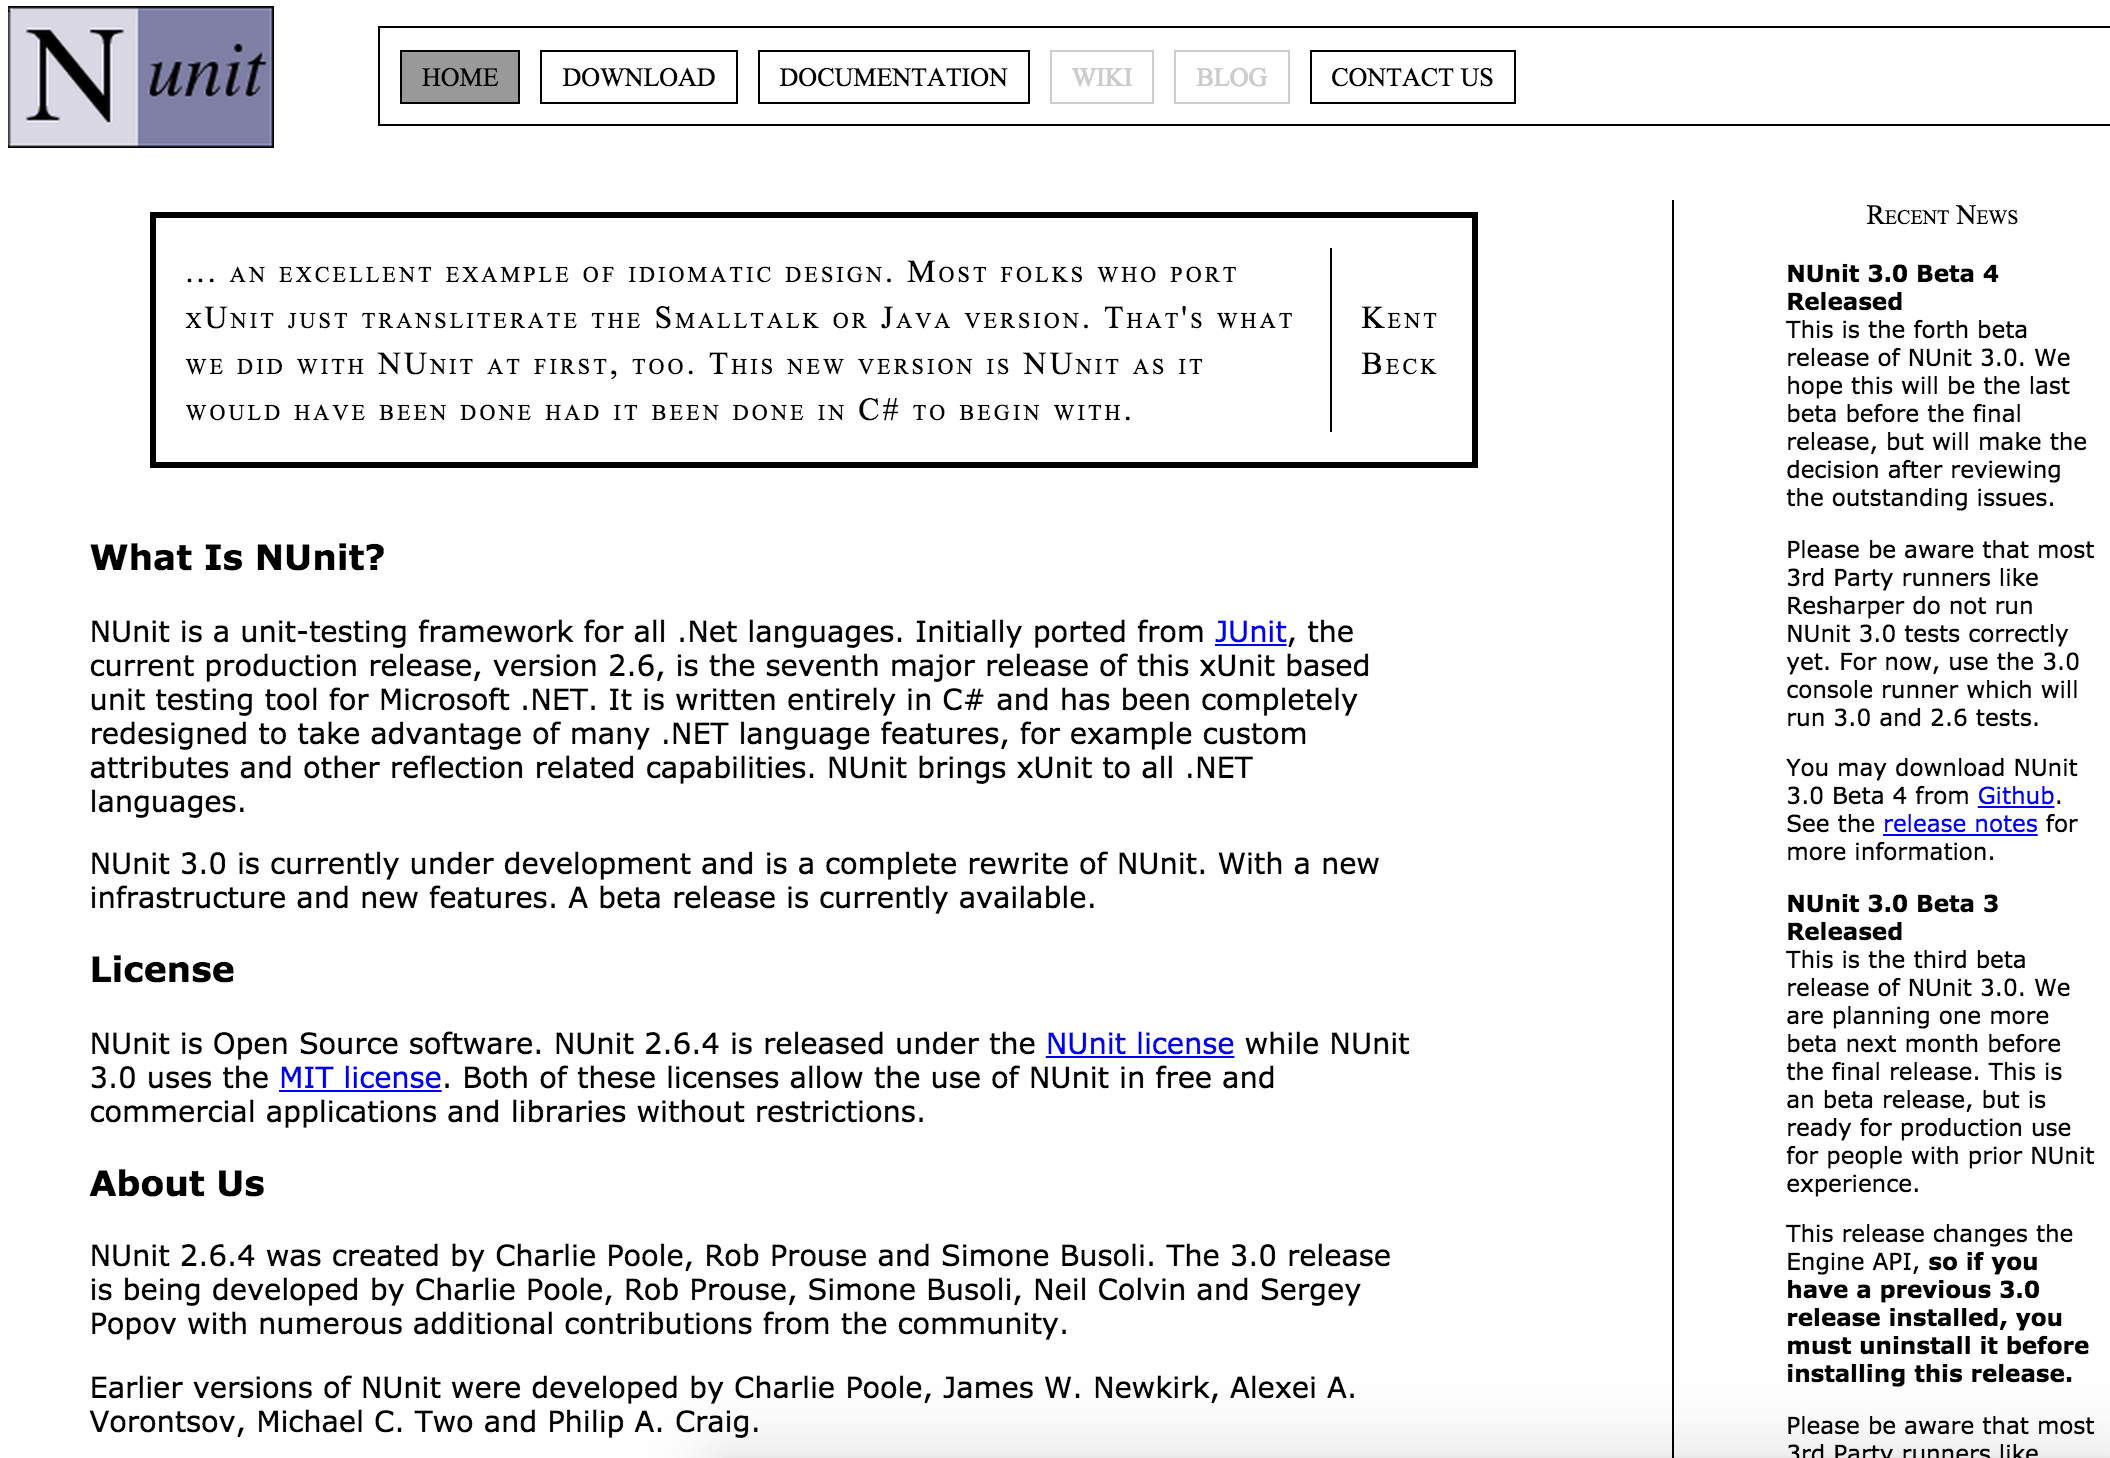 N unit
HOME DOWNLOAD DOCUMENTATION WIKI BLOG CONTACT US
... an excellent example of idiomatic design. Most folks who port
xUnit just transliterate the Smalltalk or Java version. That's what
we did with NUnit at first, too. This new version is NUnit as it
would have been done had it been done in C# to begin with.
Kent
Beck
What Is NUnit?
NUnit is a unit-testing framework for all .Net languages. Initially ported from JUnit, the
current production release, version 2.6, is the seventh major release of this xUnit based
unit testing tool for Microsoft .NET. It is written entirely in C# and has been completely
redesigned to take advantage of many .NET language features, for example custom
attributes and other reflection related capabilities. NUnit brings xUnit to all .NET
languages.
NUnit 3.0 is currently under development and is a complete rewrite of NUnit. With a new
infrastructure and new features. A beta release is currently available.
License
NUnit is Open Source software. NUnit 2.6.4 is released under the NUnit license while NUnit
3.0 uses the MIT license. Both of these licenses allow the use of NUnit in free and
commercial applications and libraries without restrictions.
About Us
NUnit 2.6.4 was created by Charlie Poole, Rob Prouse and Simone Busoli. The 3.0 release
is being developed by Charlie Poole, Rob Prouse, Simone Busoli, Neil Colvin and Sergey
Popov with numerous additional contributions from the community.
Earlier versions of NUnit were developed by Charlie Poole, James W. Newkirk, Alexei A.
Vorontsov, Michael C. Two and Philip A. Craig.
Recent News
NUnit 3.0 Beta 4
Released
This is the forth beta
release of NUnit 3.0. We
hope this will be the last
beta before the final
release, but will make the
decision after reviewing
the outstanding issues.
Please be aware that most
3rd Party runners like
Resharper do not run
NUnit 3.0 tests correctly
yet. For now, use the 3.0
console runner which will
run 3.0 and 2.6 tests.
You may download NUnit
3.0 Beta 4 from Github.
See the release notes for
more information.
NUnit 3.0 Beta 3
Released
This is the third beta
release of NUnit 3.0. We
are planning one more
beta next month before
the final release. This is
an beta release, but is
ready for production use
for people with prior NUnit
experience.
This release changes the
Engine API, so if you
have a previous 3.0
release installed, you
must uninstall it before
installing this release.
Please be aware that most
3rd Party runners like